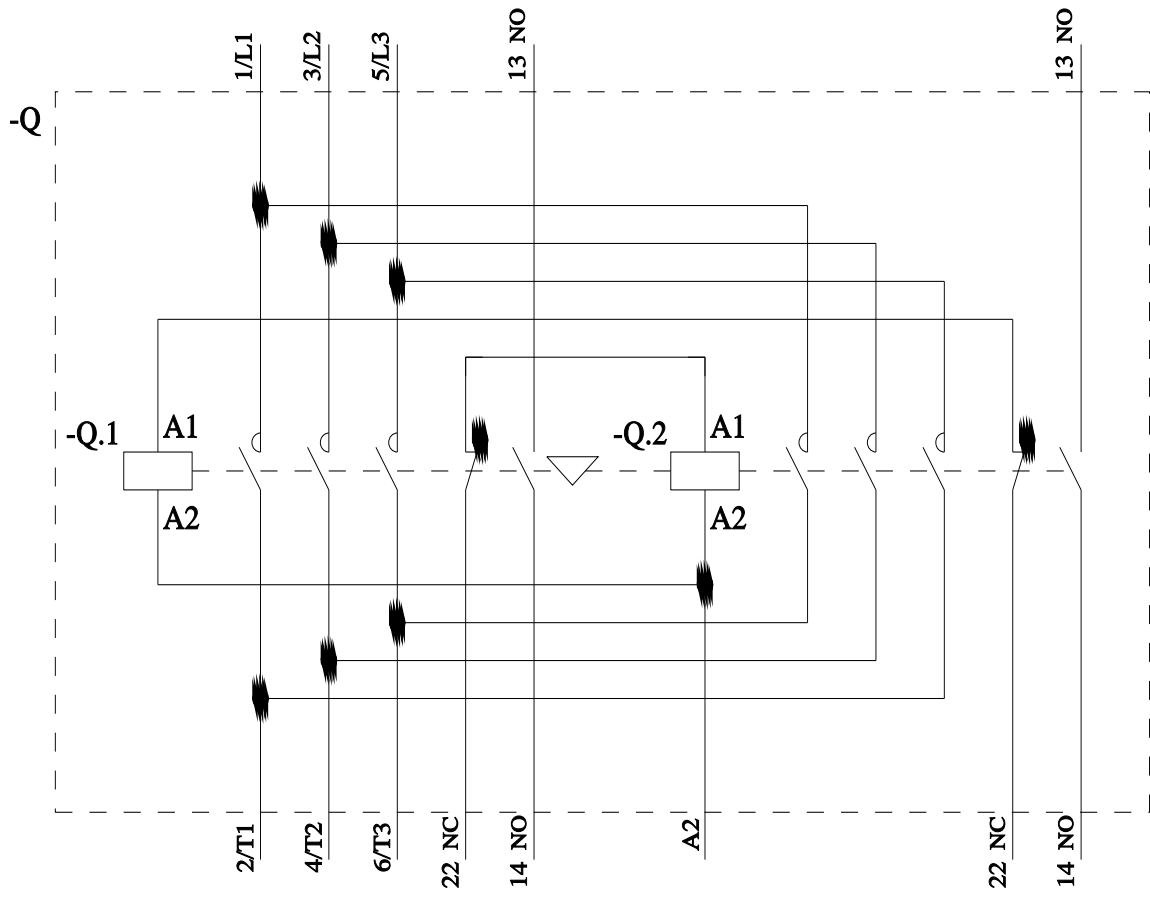 1/L1
3/L2
5/L3
13 NO
13 NO
-Q
-Q.1
A1
A2
-Q.2
A1
A2
2/T1
4/T2
6/T3
22 NC
14 NO
A2
22 NC
14 NO